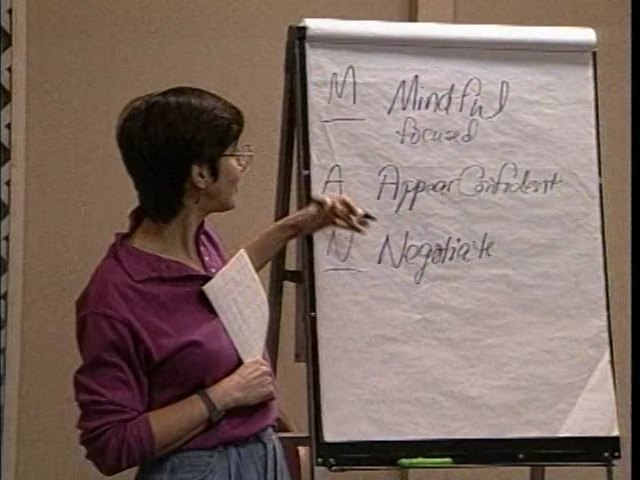 M Mindful
focused
A Appear Confident
N Negotiate